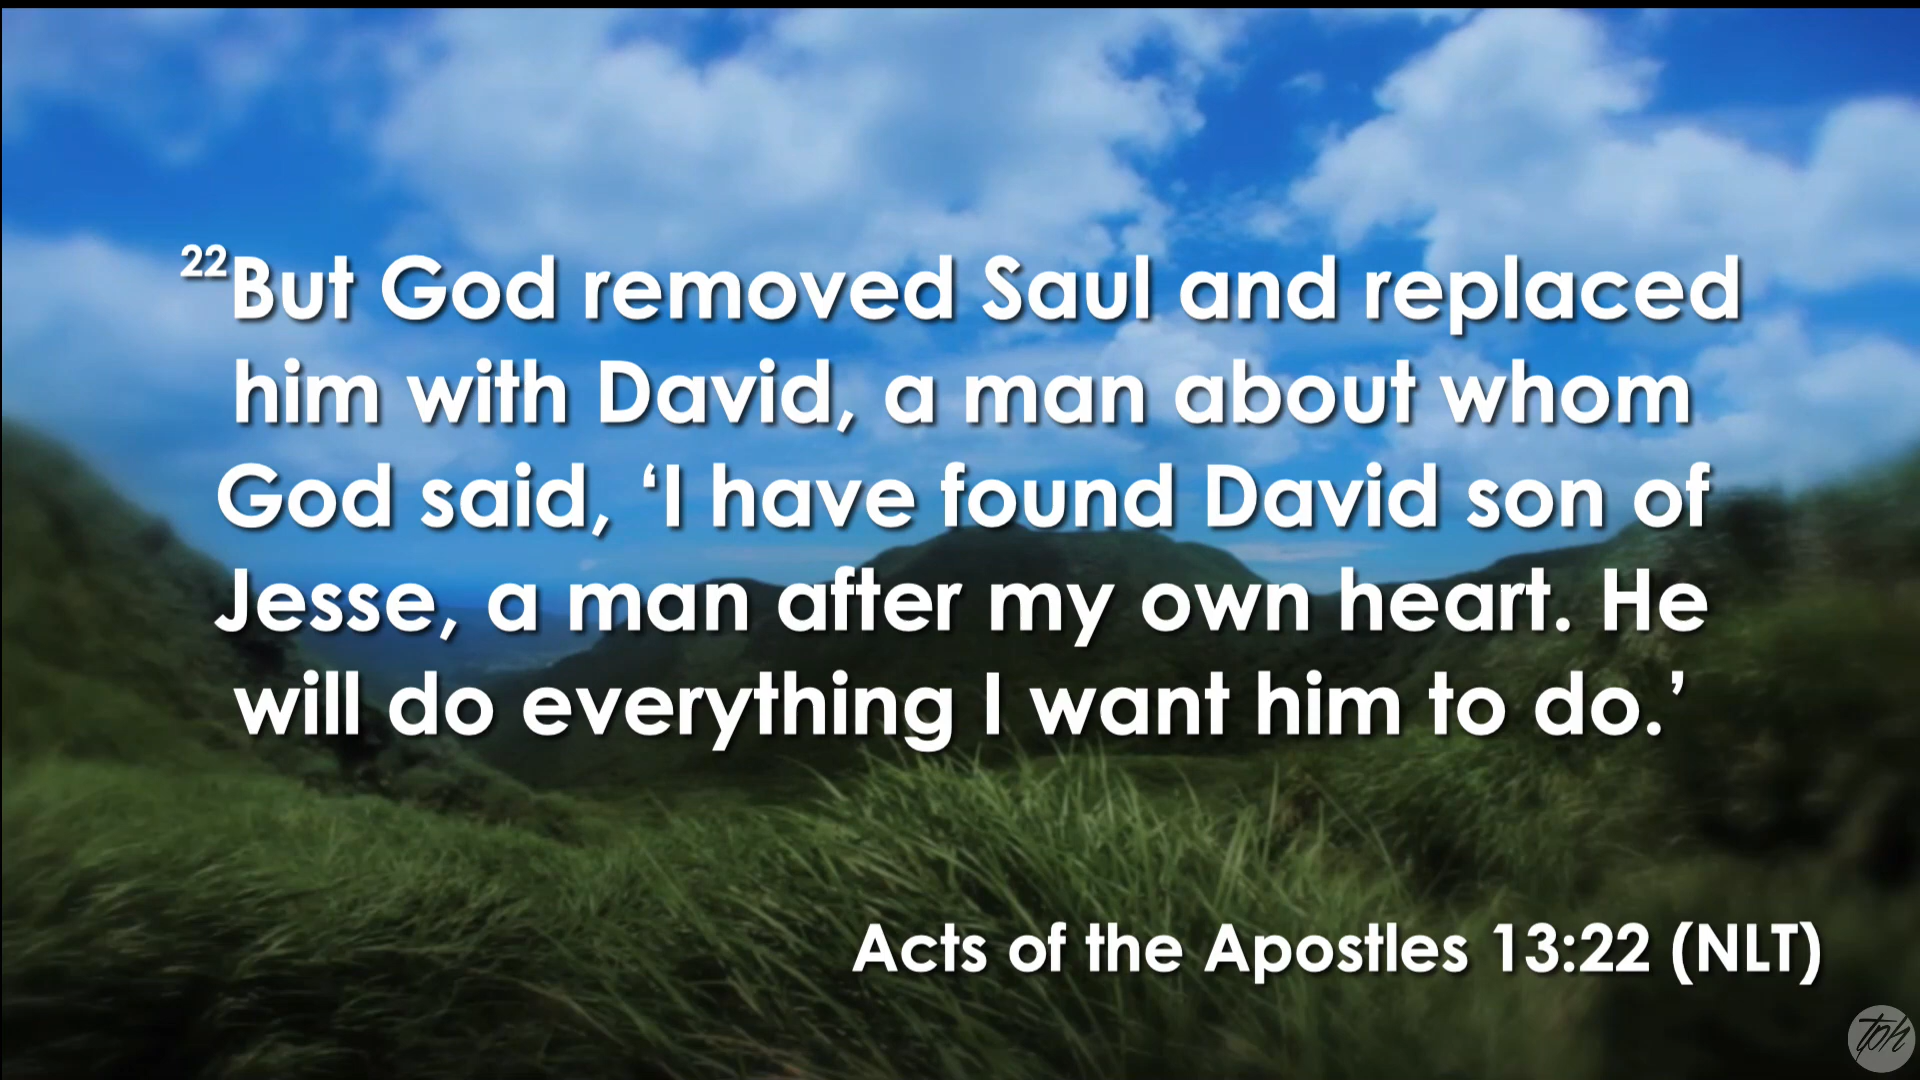 ²²But God removed Saul and replaced
him with David, a man about whom
God said, ‘I have found David son of
Jesse, a man after my own heart. He
will do everything I want him to do.’
Acts of the Apostles 13:22 (NLT)
tph